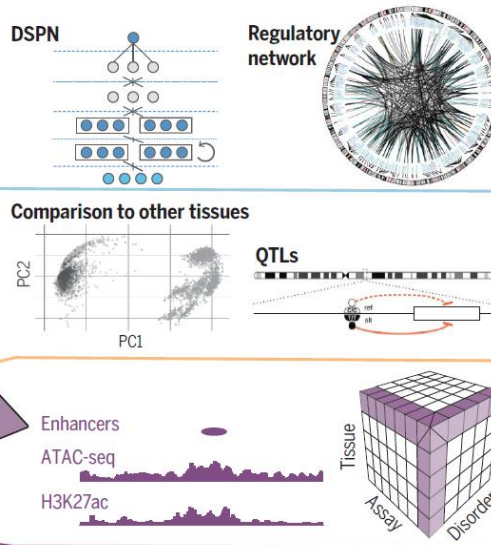 DSPN
Regulatory
network
Comparison to other tissues
PC2
PC1
QTLs
ref
alt
Enhancers
ATAC-seq
H3K27ac
Tissue
Assay
Disorder